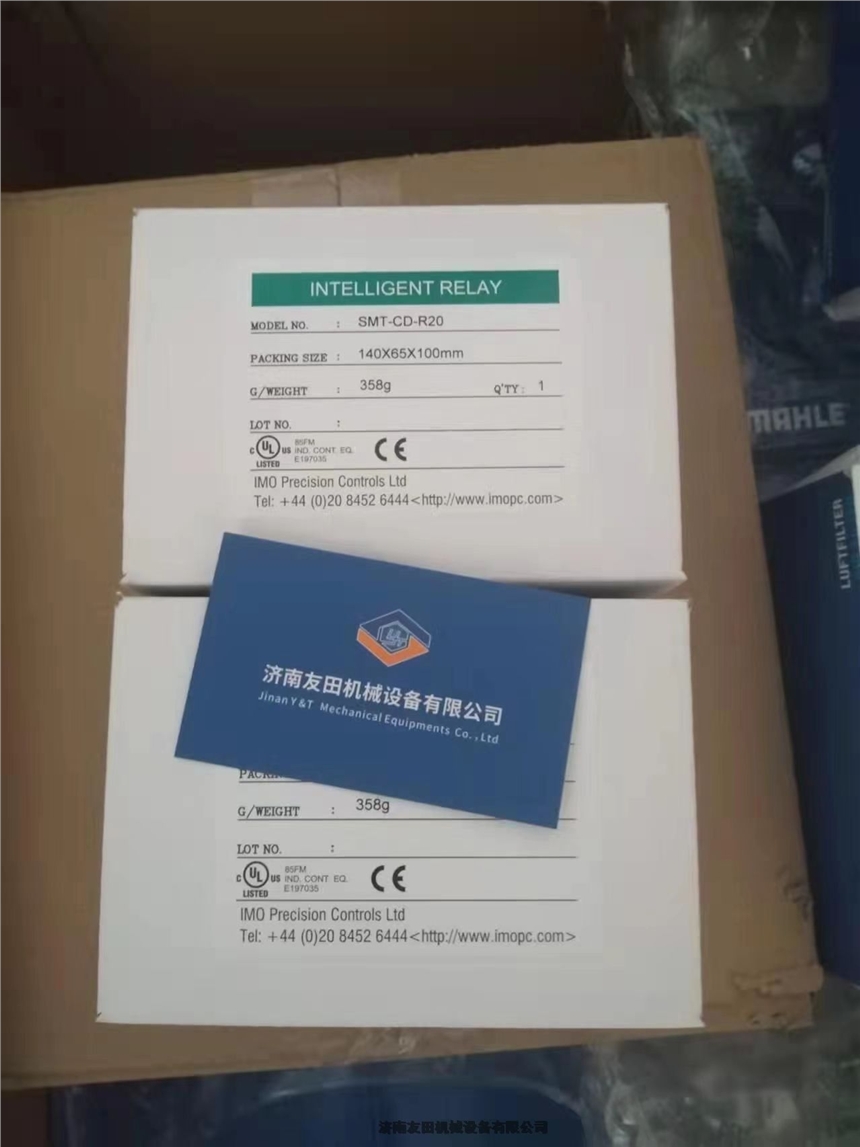 INTELLIGENT RELAY
MODEL NO. : SMT-CD-R20
PACKING SIZE : 140X65X100mm
G/WEIGHT : 358g Q'TY: 1
LOT NO. :
C UL US LISTED
85FM
IND. CONT. EQ.
E197035
CE
IMO Precision Controls Ltd
Tel: +44 (0)20 8452 6444<http://www.imopc.com>
MAHLE
LUFTFILTER
济南友田机械设备有限公司
Jinan Y&T Mechanical Equipments Co.,Ltd
G/WEIGHT : 358g
LOT NO. :
C UL US LISTED
85FM
IND. CONT. EQ.
E197035
CE
IMO Precision Controls Ltd
Tel: +44 (0)20 8452 6444<http://www.imopc.com>
济南友田机械设备有限公司